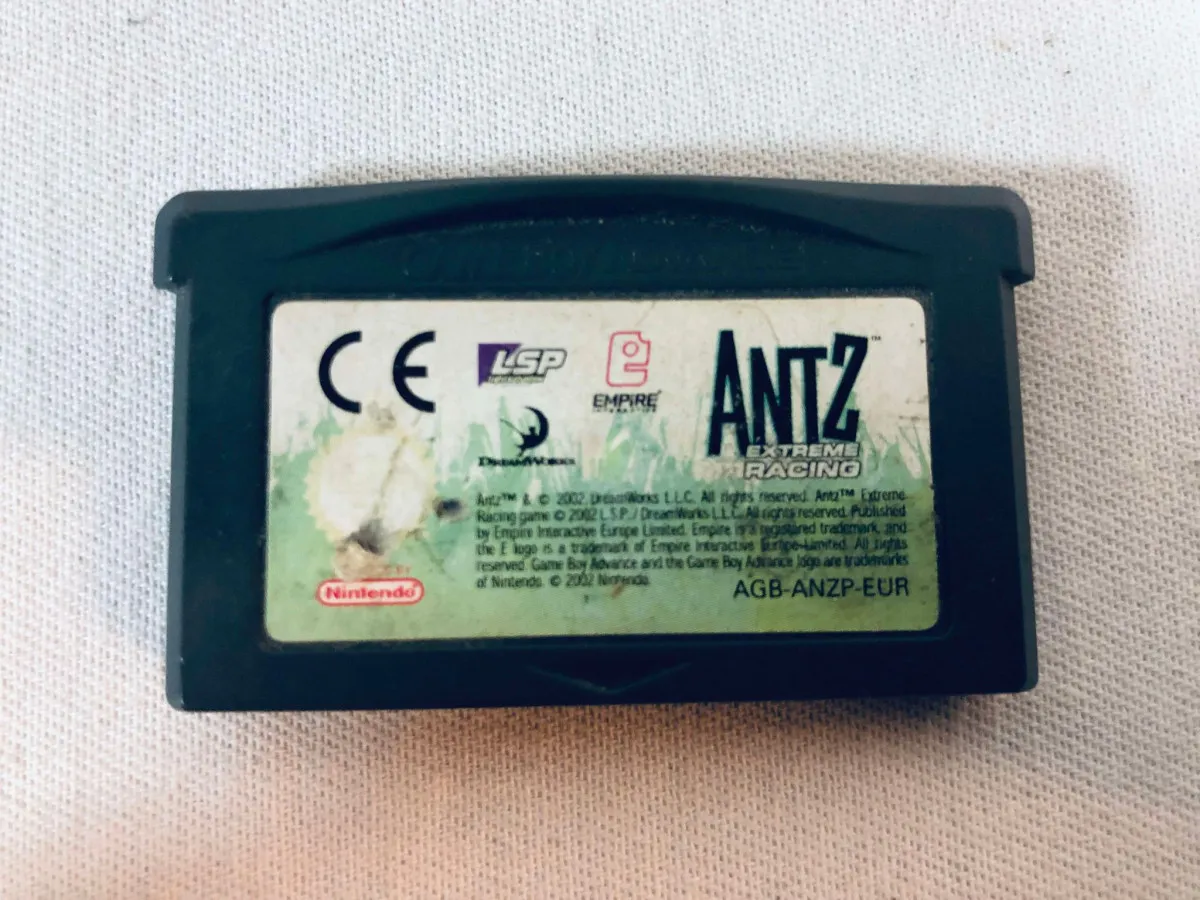 CE
LSP
EMPIRE
INTERACTIVE
DREAMWORKS
ANTZ™
EXTREME
RACING
Antz™ & © 2002 DreamWorks L.L.C. All rights reserved. Antz™ Extreme
Racing game © 2002 L.S.P. / DreamWorks L.L.C. All rights reserved. Published
by Empire Interactive Europe Limited. Empire is a registered trademark, and
the E logo is a trademark of Empire Interactive Europe Limited. All rights
reserved. Game Boy Advance and the Game Boy Advance logo are trademarks
of Nintendo. © 2002 Nintendo.
Nintendo
AGB-ANZP-EUR